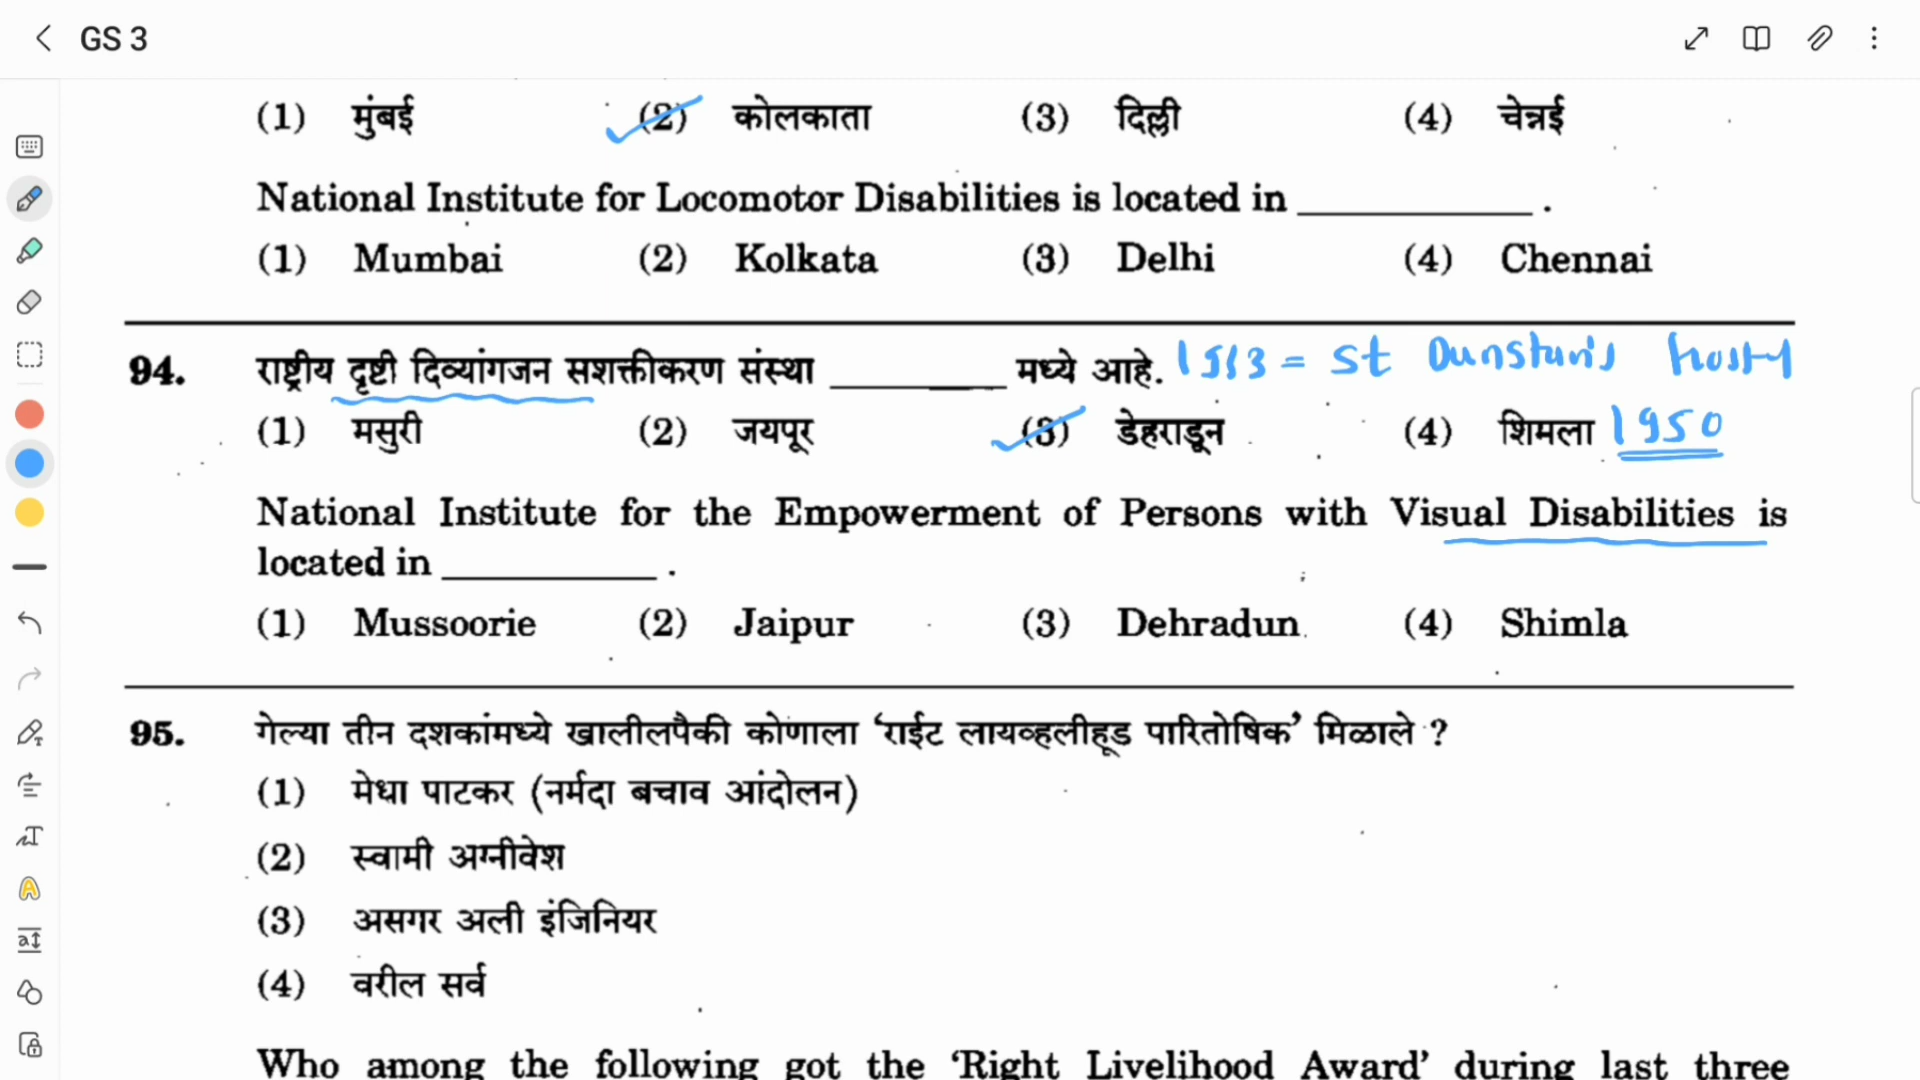 GS 3
(1) मुंबई (2) कोलकाता (3) दिल्ली (4) चेन्नई
National Institute for Locomotor Disabilities is located in ____________ .
(1) Mumbai (2) Kolkata (3) Delhi (4) Chennai
94. राष्ट्रीय दृष्टी दिव्यांगजन सशक्तीकरण संस्था _________ मध्ये आहे. = St Dunstan's
(1) मसुरी (2) जयपूर (3) डेहराडून (4) शिमला 1950
National Institute for the Empowerment of Persons with Visual Disabilities is
located in ___________ .
(1) Mussoorie (2) Jaipur (3) Dehradun (4) Shimla
95. गेल्या तीन दशकांमध्ये खालीलपैकी कोणाला ‘राईट लायव्हलीहूड पारितोषिक’ मिळाले ?
(1) मेधा पाटकर (नर्मदा बचाव आंदोलन)
(2) स्वामी अग्नीवेश
(3) असगर अली इंजिनियर
(4) वरील सर्व
Who among the following got the ‘Right Livelihood Award’ during last three